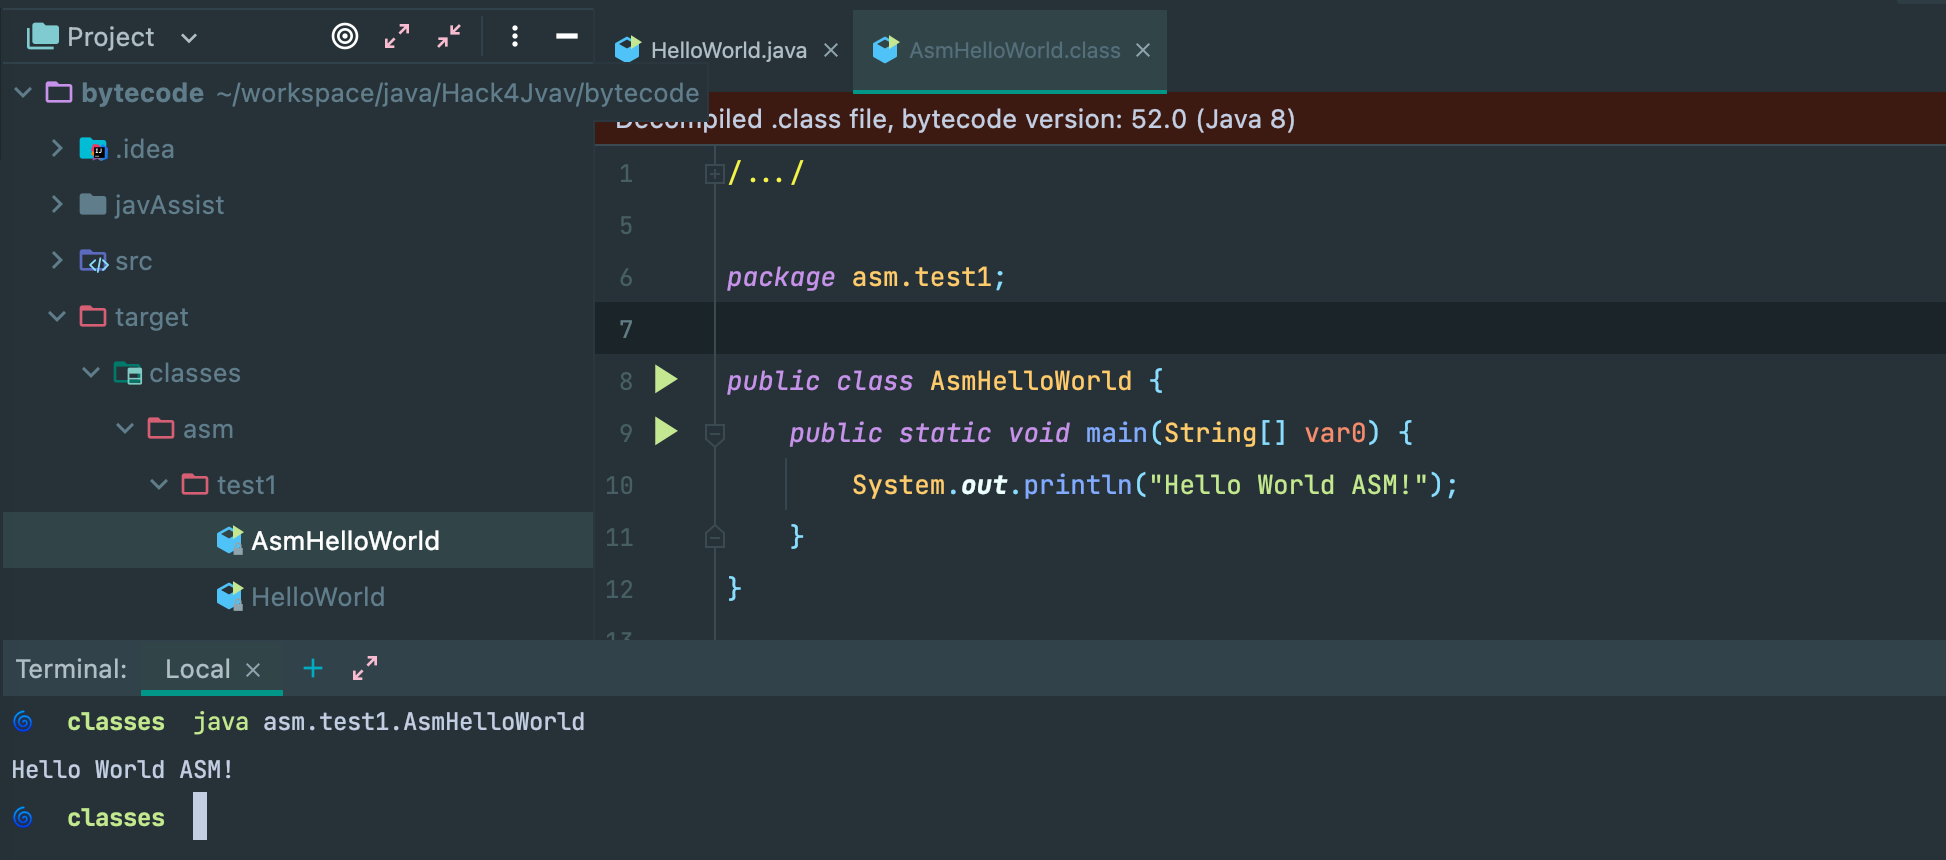 Project
bytecode ~/workspace/java/Hack4Jvav/bytecode
.idea
javAssist
src
target
classes
asm
test1
AsmHelloWorld
HelloWorld
HelloWorld.java
AsmHelloWorld.class
Decompiled .class file, bytecode version: 52.0 (Java 8)
1 /.../
5
6 package asm.test1;
7
8 public class AsmHelloWorld {
9 public static void main(String[] var0) {
10 System.out.println("Hello World ASM!");
11 }
12 }
13
Terminal: Local
classes java asm.test1.AsmHelloWorld
Hello World ASM!
classes